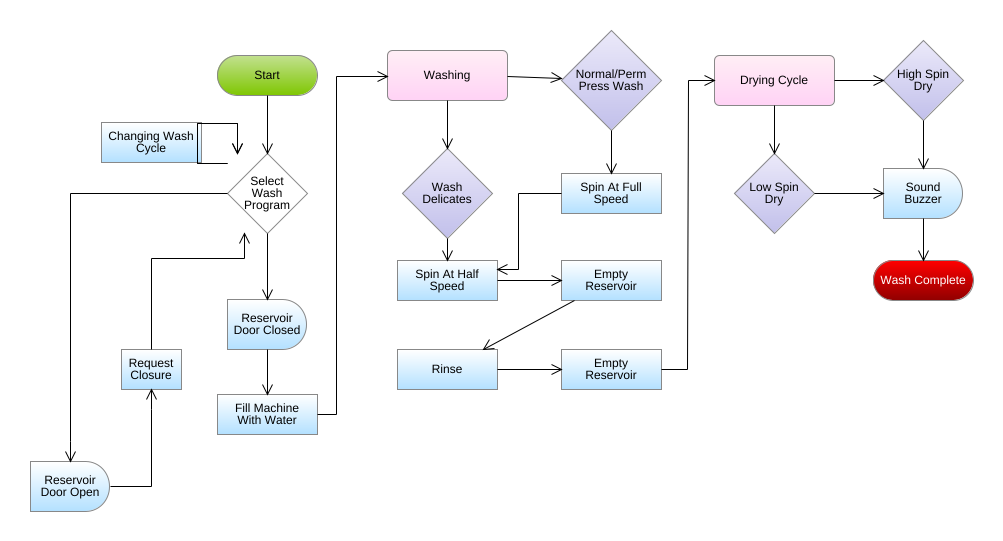 Start
Changing Wash
Cycle
Select
Wash
Program
Reservoir
Door Closed
Request
Closure
Fill Machine
With Water
Reservoir
Door Open
Washing
Normal/Perm
Press Wash
Wash
Delicates
Spin At Full
Speed
Spin At Half
Speed
Empty
Reservoir
Rinse
Empty
Reservoir
Drying Cycle
High Spin
Dry
Low Spin
Dry
Sound
Buzzer
Wash Complete